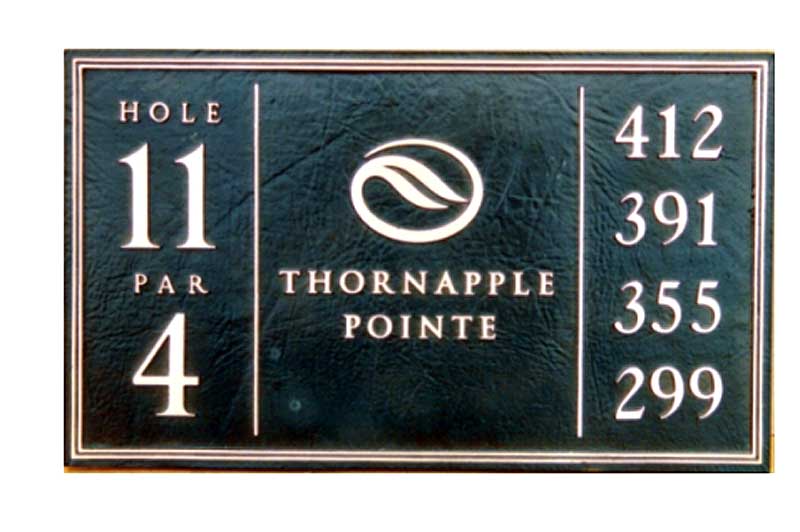 HOLE
11
PAR
4
THORNAPPLE
POINTE
412
391
355
299